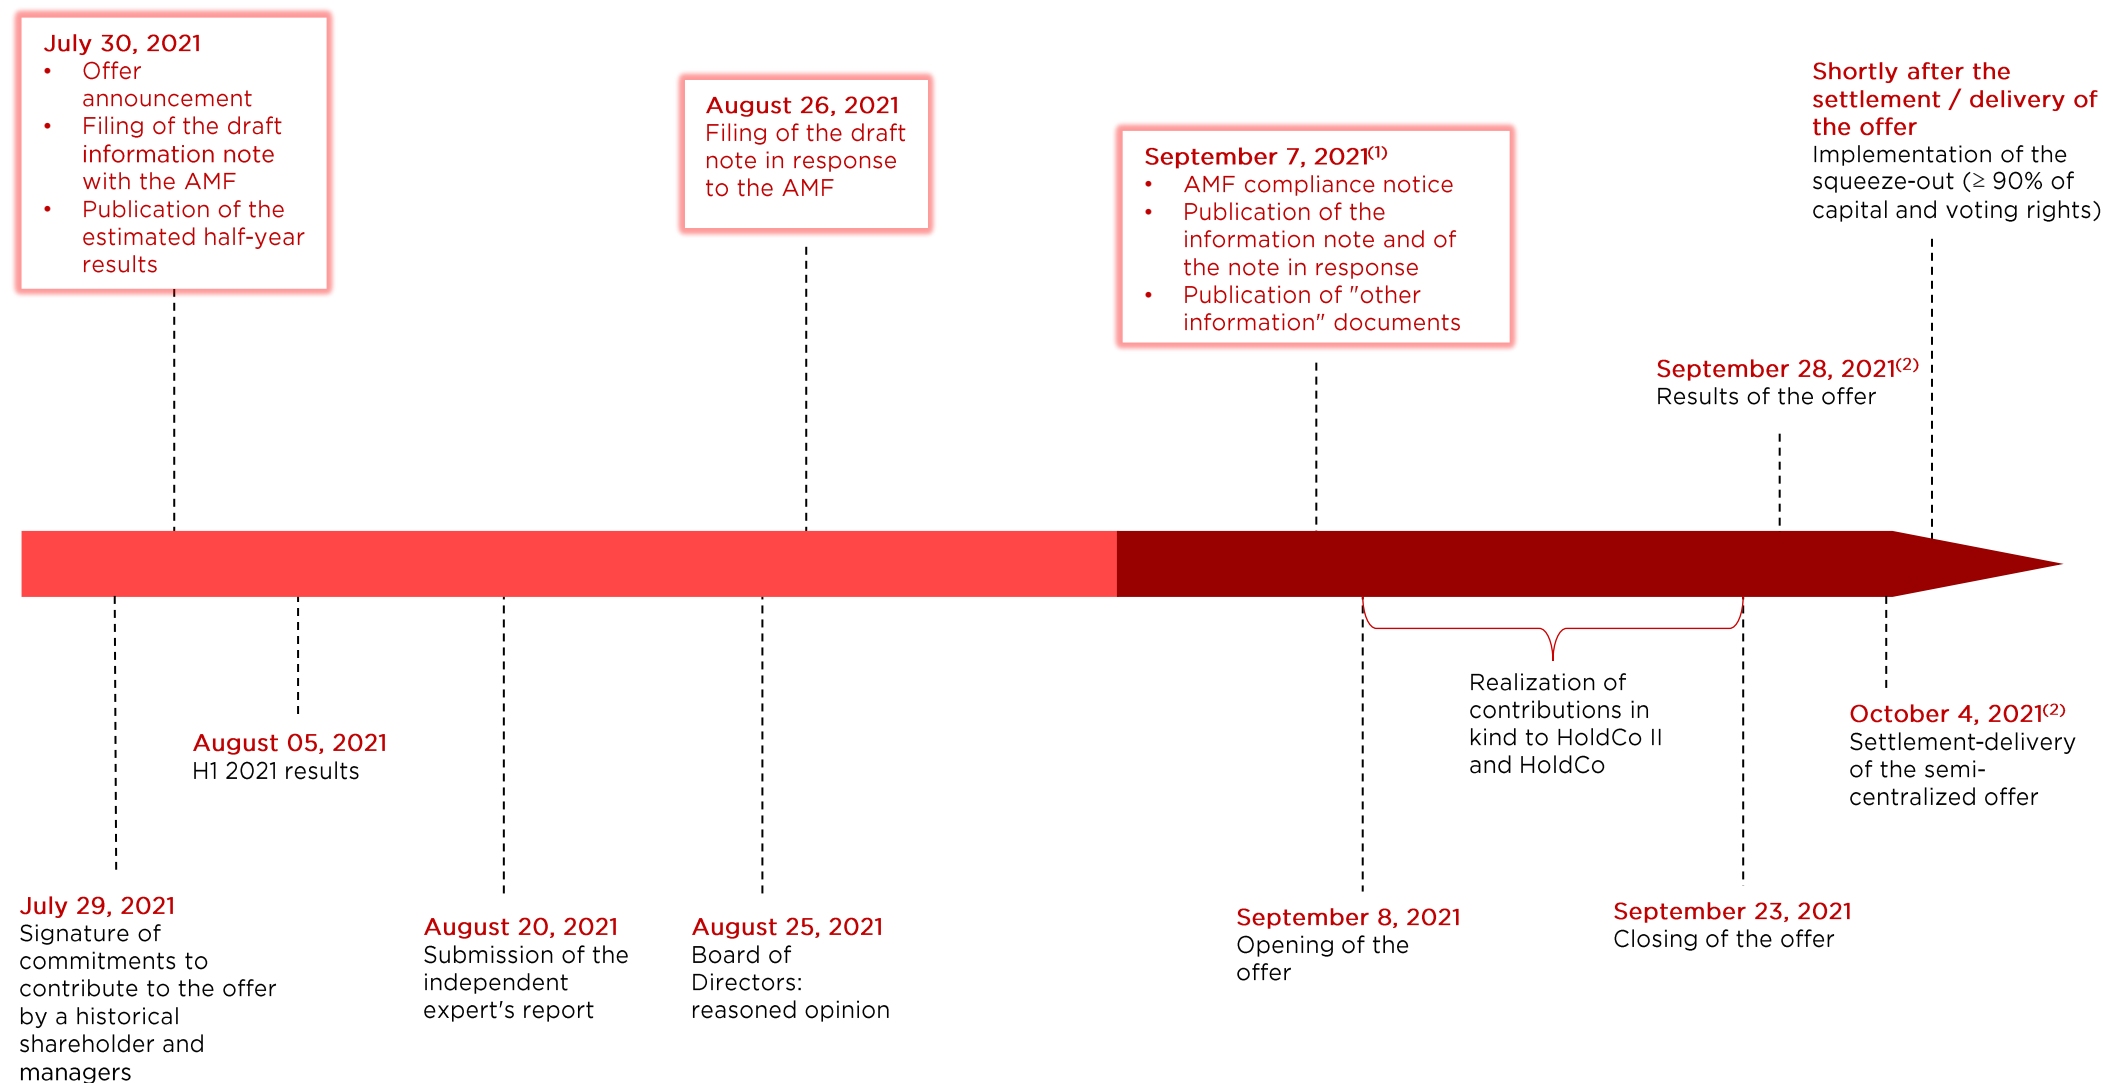 July 30, 2021
• Offer
announcement
• Filing of the draft
information note
with the AMF
• Publication of the
estimated half-year
results
August 26, 2021
Filing of the draft
note in response
to the AMF
September 7, 2021(1)
• AMF compliance notice
• Publication of the
information note and of
the note in response
• Publication of "other
information" documents
Shortly after the
settlement / delivery of
the offer
Implementation of the
squeeze-out (≥ 90% of
capital and voting rights)
September 28, 2021(2)
Results of the offer
July 29, 2021
Signature of
commitments to
contribute to the offer
by a historical
shareholder and
managers
August 05, 2021
H1 2021 results
August 20, 2021
Submission of the
independent
expert's report
August 25, 2021
Board of
Directors:
reasoned opinion
September 8, 2021
Opening of the
offer
Realization of
contributions in
kind to HoldCo II
and HoldCo
September 23, 2021
Closing of the offer
October 4, 2021(2)
Settlement-delivery
of the semi-
centralized offer